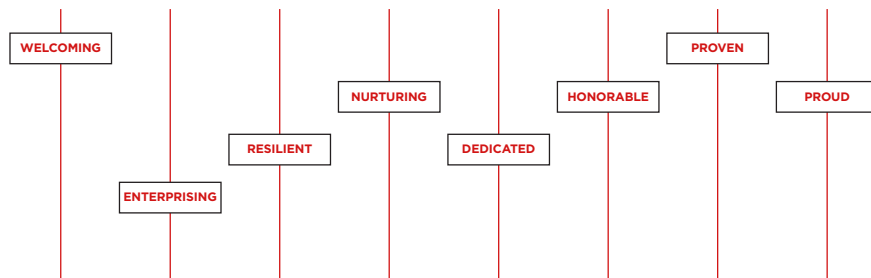 WELCOMING
ENTERPRISING
RESILIENT
NURTURING
DEDICATED
HONORABLE
PROVEN
PROUD